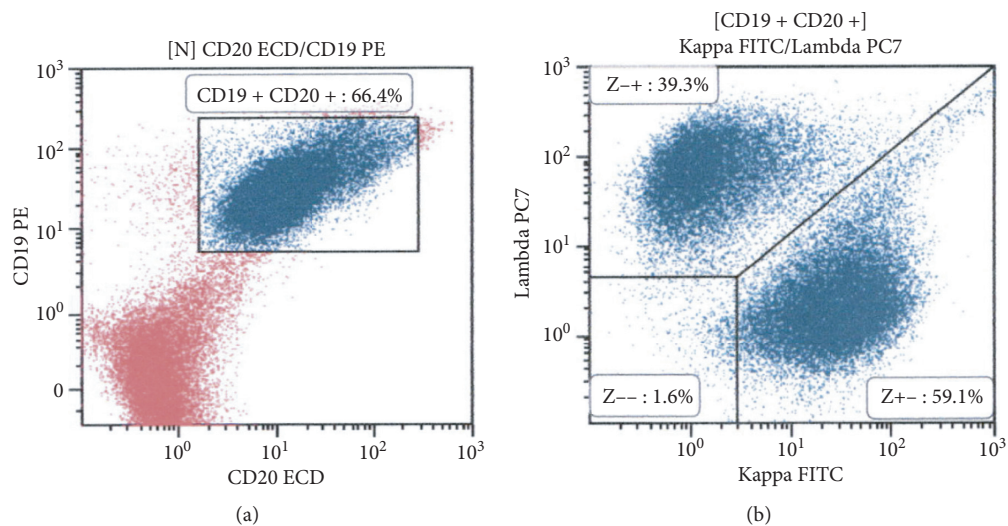 [N] CD20 ECD/CD19 PE
10³
CD19 + CD20 + : 66.4%
10²
10¹
10⁰
0
CD19 PE
10⁰
10¹
10²
10³
CD20 ECD
(a)
[CD19 + CD20 +]
Kappa FITC/Lambda PC7
10³
Z−+ : 39.3%
10²
10¹
10⁰
Lambda PC7
Z−− : 1.6%
Z+− : 59.1%
10⁰
10¹
10²
10³
Kappa FITC
(b)